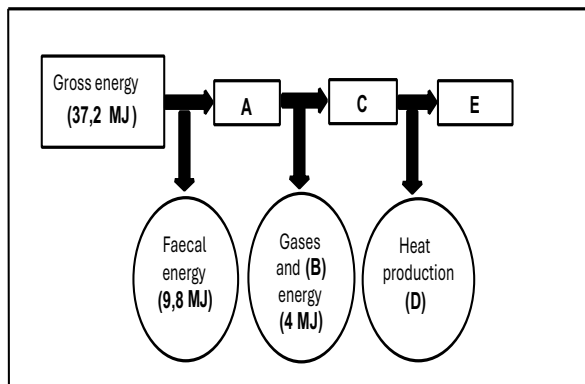 Gross energy
(37,2 MJ)
A
C
E
Faecal
energy
(9,8 MJ)
Gases
and (B)
energy
(4 MJ)
Heat
production
(D)